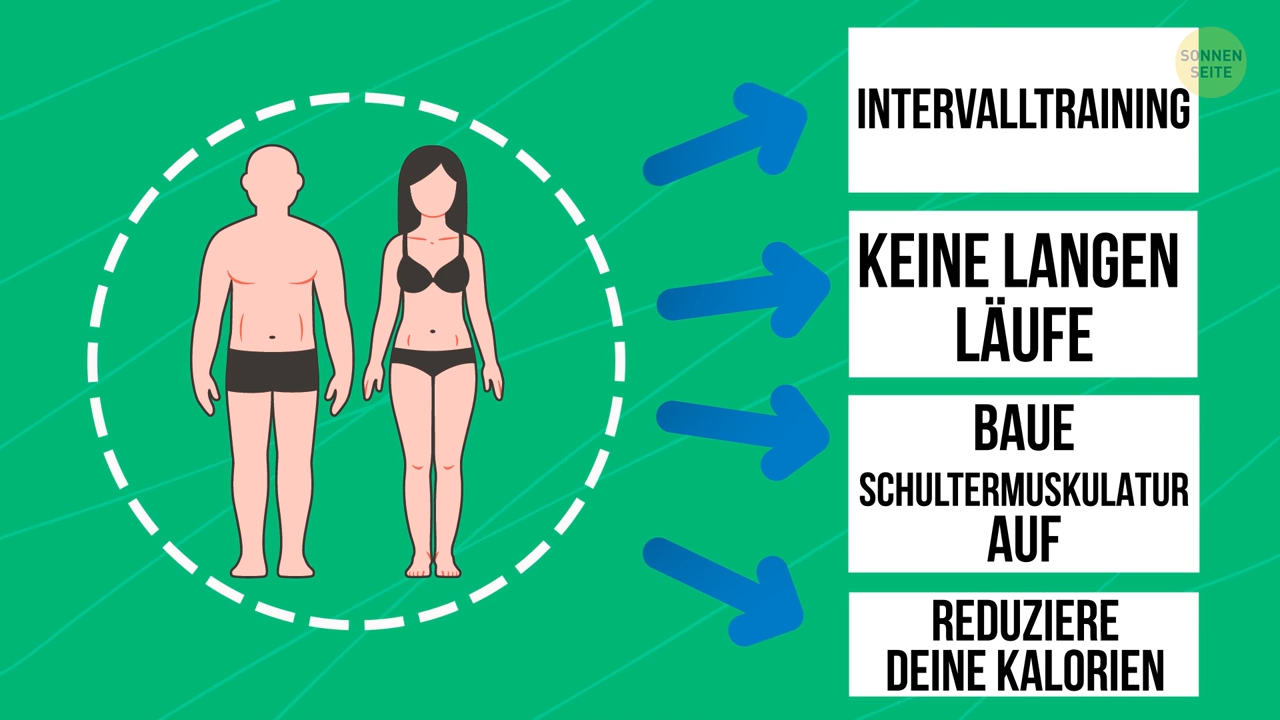 SONNEN
SEITE
INTERVALLTRAINING
KEINE LANGEN
LÄUFE
BAUE
SCHULTERMUSKULATUR
AUF
REDUZIERE
DEINE KALORIEN